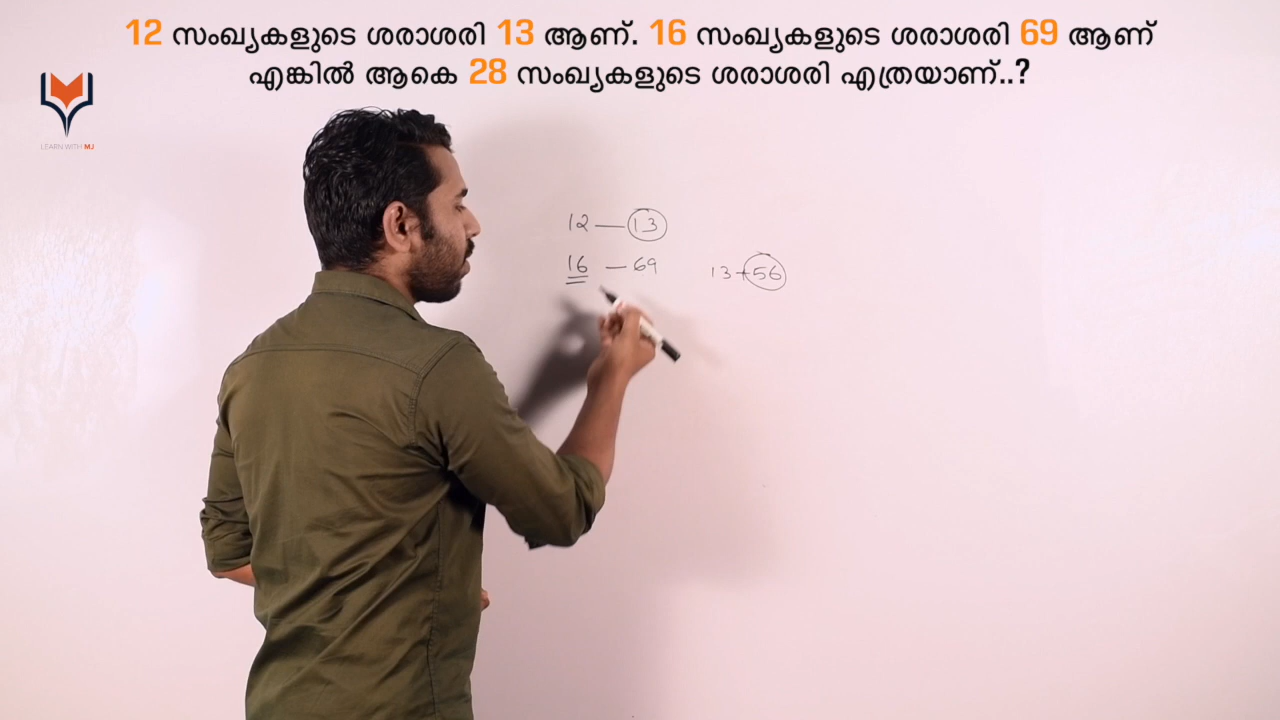 12 സംഖ്യകളുടെ ശരാശരി 13 ആണ്. 16 സംഖ്യകളുടെ ശരാശരി 69 ആണ്
എങ്കിൽ ആകെ 28 സംഖ്യകളുടെ ശരാശരി എത്രയാണ്..?
LEARN WITH MJ
12 — 13
16 — 69 13+56